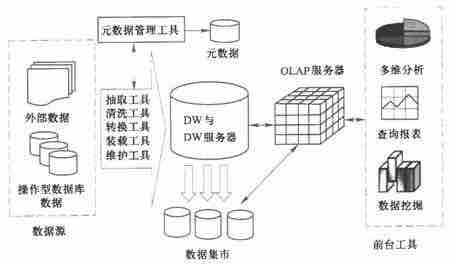 元数据管理工具
元数据
OLAP服务器
多维分析
外部数据
抽取工具
清洗工具
转换工具
装载工具
维护工具
DW与
DW服务器
查询报表
操作型数据库
数据
数据挖掘
数据源
数据集市
前台工具